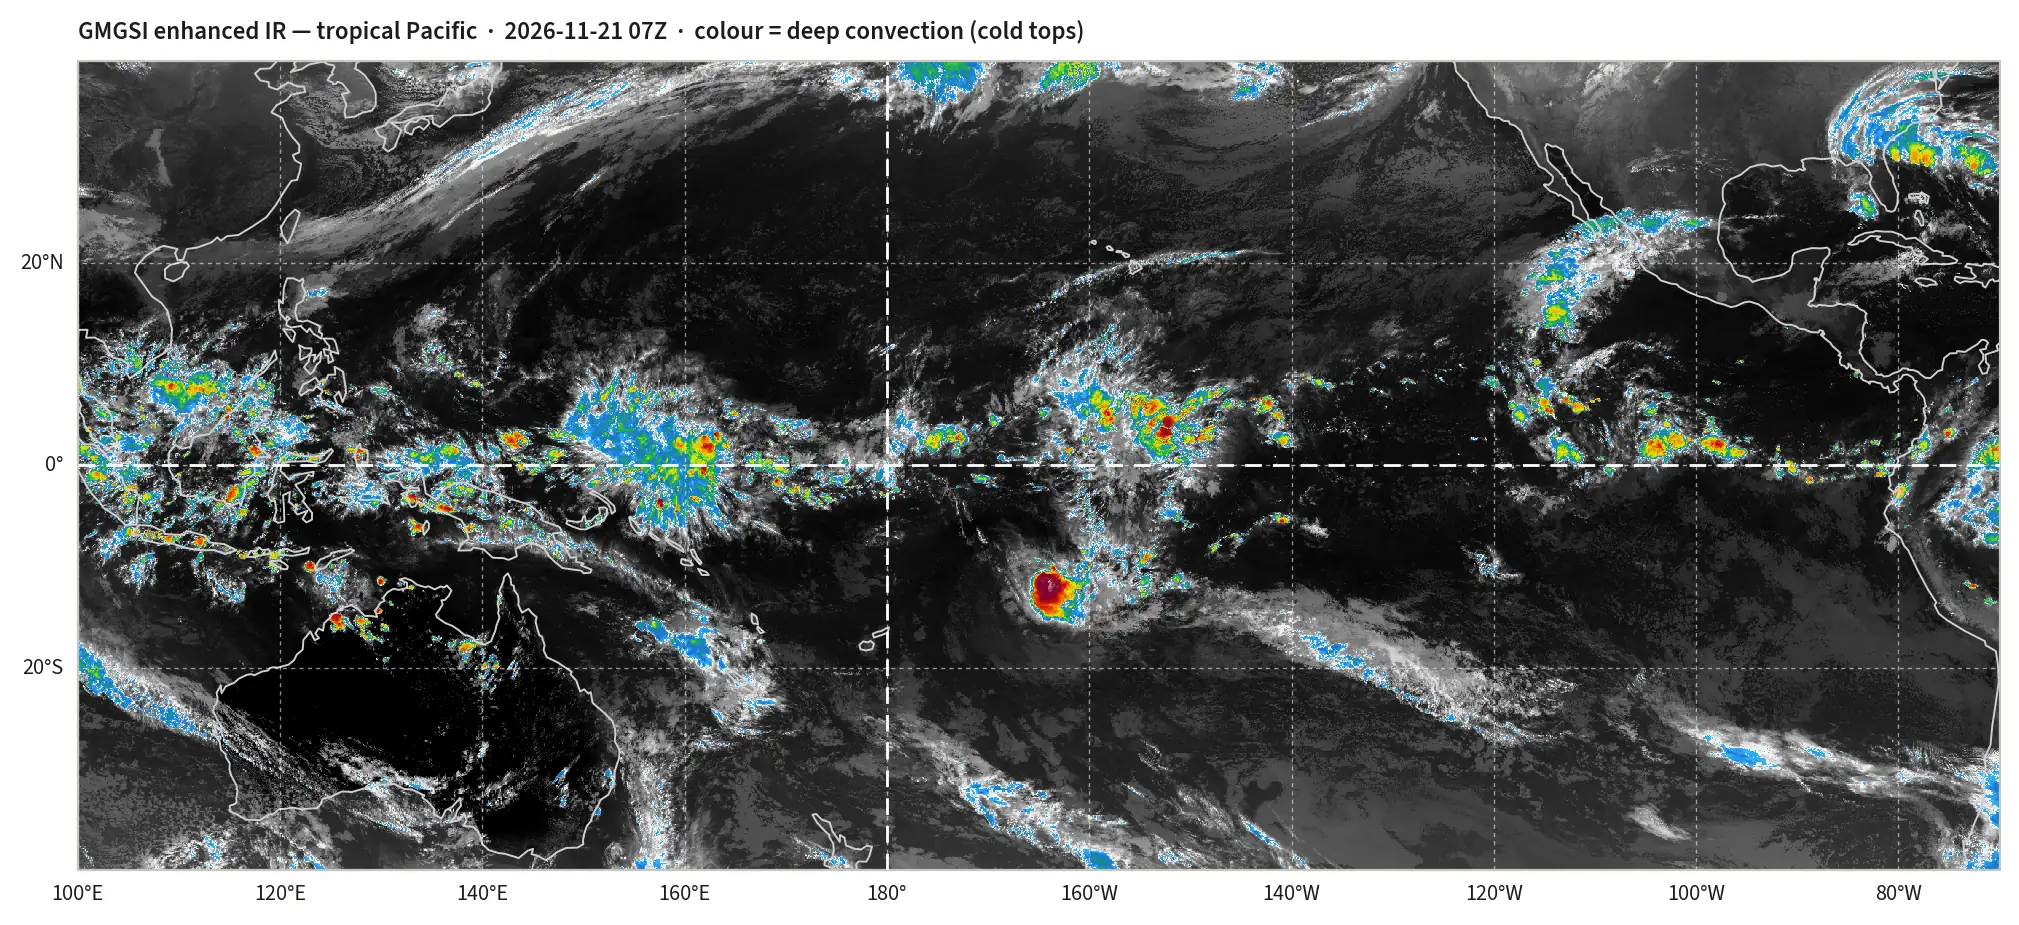 GMGSI enhanced IR — tropical Pacific · 2026-11-21 07Z · colour = deep convection (cold tops)
20°N
0°
20°S
100°E 120°E 140°E 160°E 180° 160°W 140°W 120°W 100°W 80°W